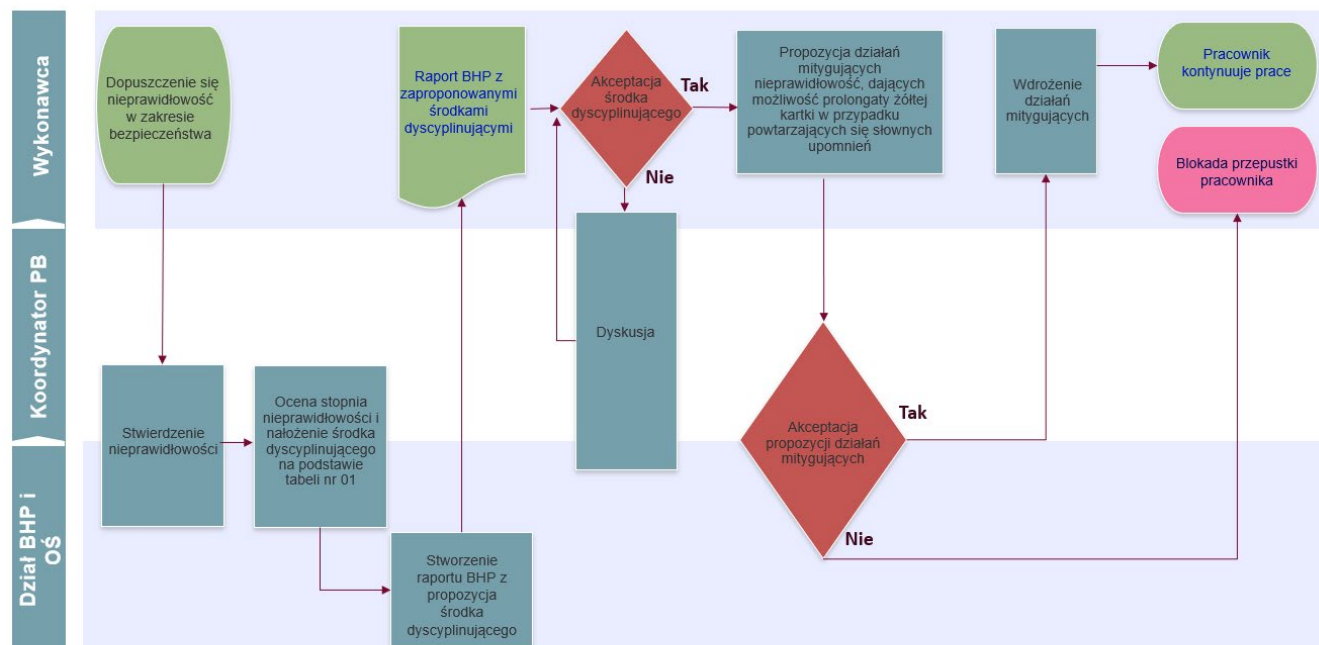 Wykonawca
Koordynator PB
Dział BHP i
OŚ
Dopuszczenie się
nieprawidłowość
w zakresie
bezpieczeństwa
Stwierdzenie
nieprawidłowości
Ocena stopnia
nieprawidłowości i
nałożenie środka
dyscyplinującego
na podstawie
tabeli nr 01
Stworzenie
raportu BHP z
propozycja
środka
dyscyplinującego
Raport BHP z
zaproponowanymi
środkami
dyscyplinującymi
Akceptacja
środka
dyscyplinującego
Tak
Nie
Dyskusja
Propozycja działań
mitygujących
nieprawidłowość, dających
możliwość prolongaty żółtej
kartki w przypadku
powtarzających się słownych
upomnień
Akceptacja
propozycji działań
mitygujących
Tak
Nie
Wdrożenie
działań
mitygujących
Pracownik
kontynuuje prace
Blokada przepustki
pracownika